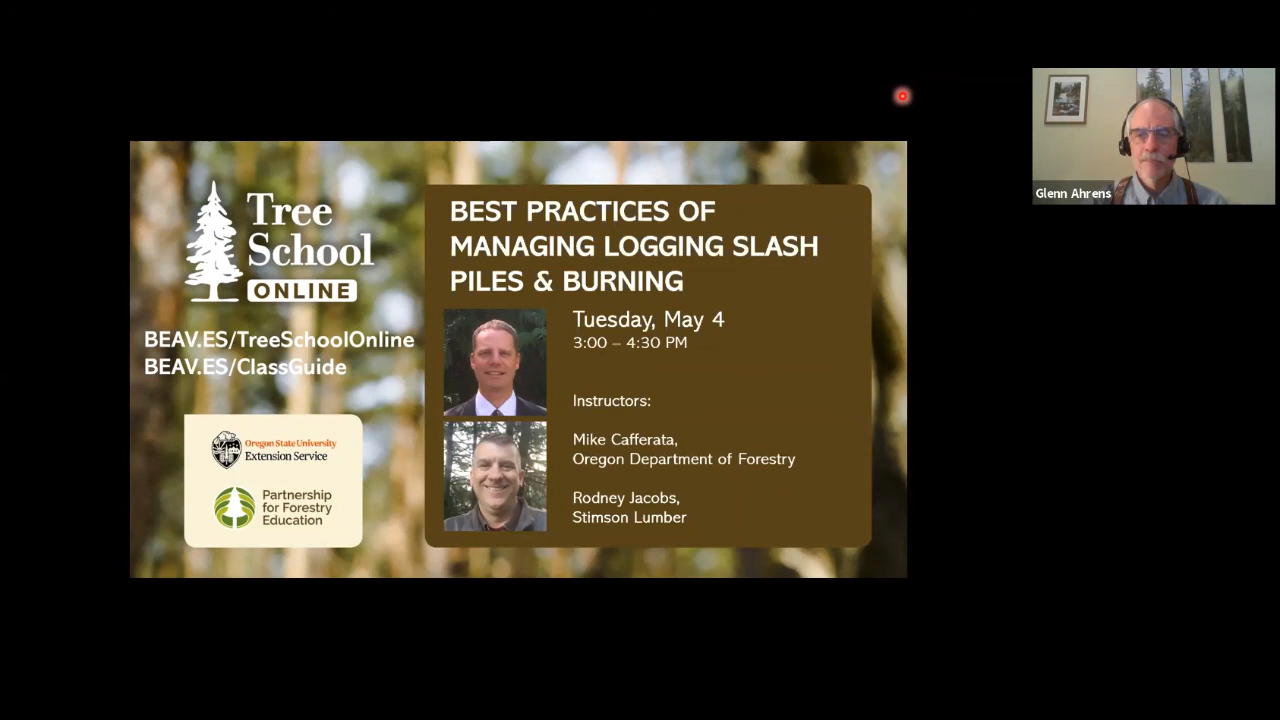 Tree
School
ONLINE
BEAV.ES/TreeSchoolOnline
BEAV.ES/ClassGuide
Oregon State University
Extension Service
Partnership
for Forestry
Education
BEST PRACTICES OF
MANAGING LOGGING SLASH
PILES & BURNING
Tuesday, May 4
3:00 – 4:30 PM
Instructors:
Mike Cafferata,
Oregon Department of Forestry
Rodney Jacobs,
Stimson Lumber
Glenn Ahrens